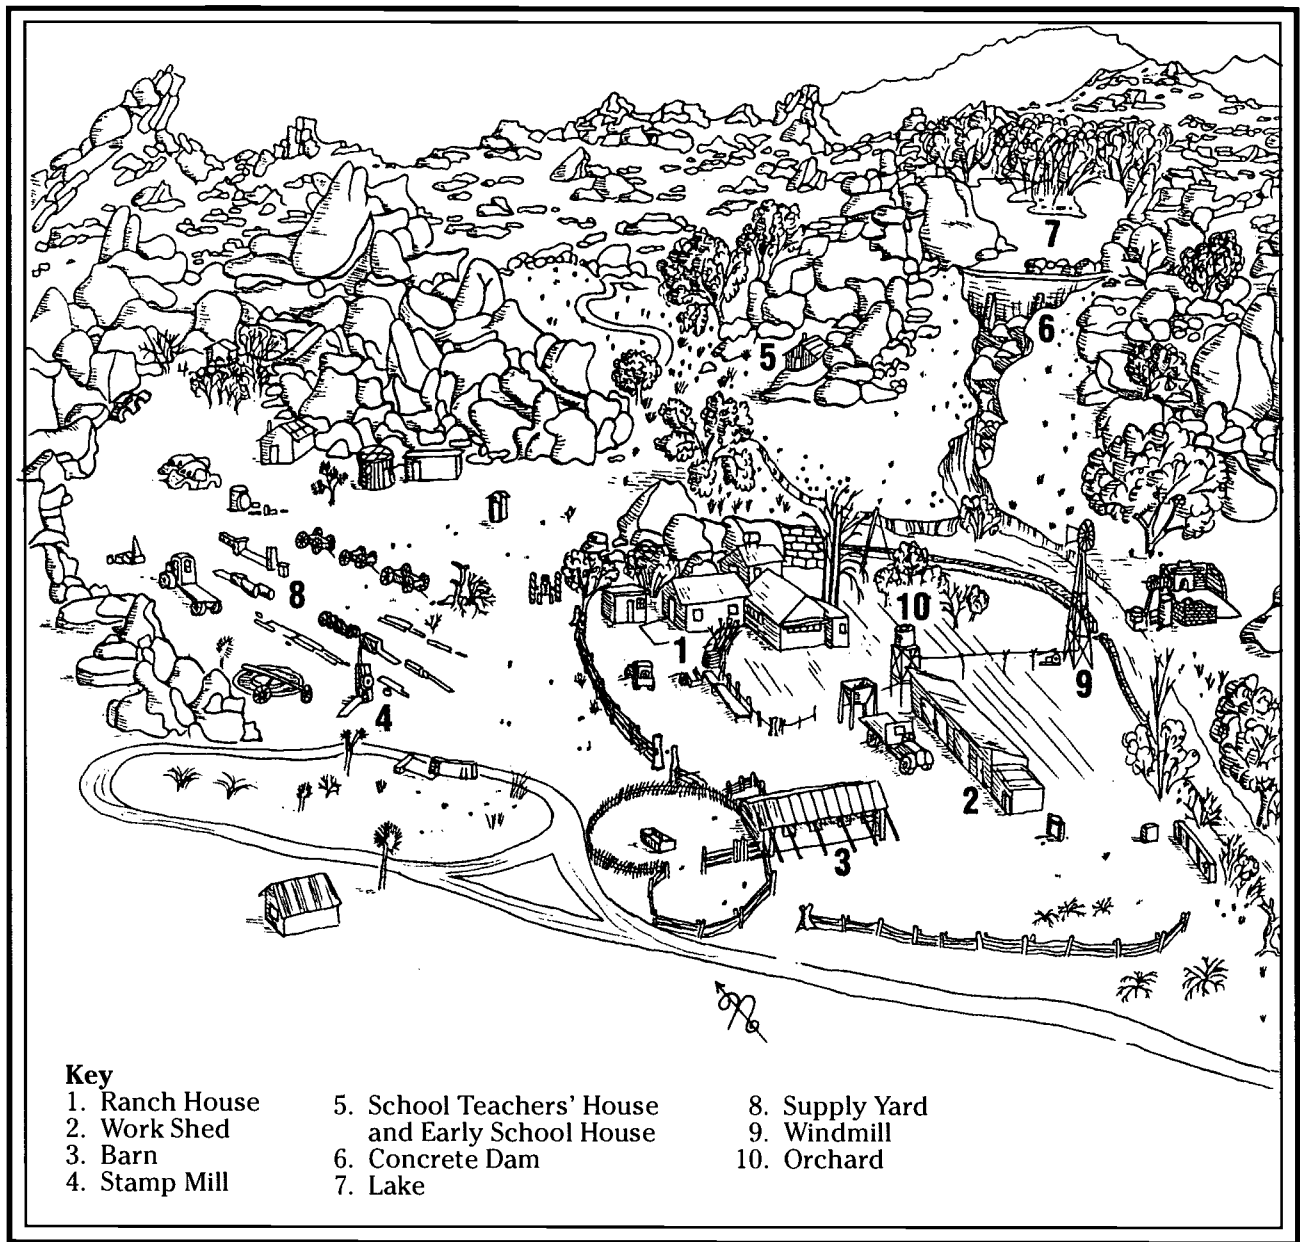 7
6
5
10
8
1
9
4
2
3
N
Key
1. Ranch House
2. Work Shed
3. Barn
4. Stamp Mill
5. School Teachers' House
and Early School House
6. Concrete Dam
7. Lake
8. Supply Yard
9. Windmill
10. Orchard